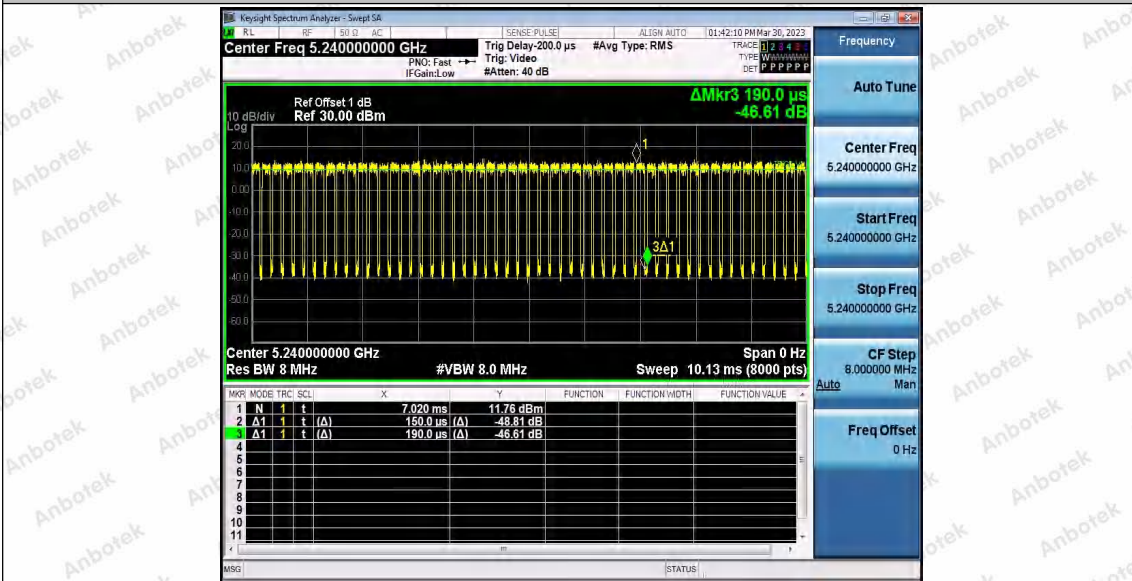 Keysight Spectrum Analyzer - Swept SA
RL RF 50 Ω AC SENSE:PULSE ALIGN AUTO 01:42:10 PM Mar 30, 2023
Center Freq 5.240000000 GHz
PNO: Fast
IFGain:Low
Trig Delay-200.0 µs
Trig: Video
#Atten: 40 dB
#Avg Type: RMS
TRACE 1 2 3 4 5 6
TYPE W
DET P P P P P P
ΔMkr3 190.0 µs
-46.61 dB
Ref Offset 1 dB
10 dB/div Ref 30.00 dBm
Log
20.0
10.0
0.00
-10.0
-20.0
-30.0
-40.0
-50.0
-60.0
1
3Δ1
Center 5.240000000 GHz Span 0 Hz
Res BW 8 MHz #VBW 8.0 MHz Sweep 10.13 ms (8000 pts)
MKR MODE TRC SCL X Y FUNCTION FUNCTION WIDTH FUNCTION VALUE
1 N 1 t 7.020 ms 11.76 dBm
2 Δ1 1 t (Δ) 150.0 µs (Δ) -48.81 dB
3 Δ1 1 t (Δ) 190.0 µs (Δ) -46.61 dB
4
5
6
7
8
9
10
11
MSG STATUS
Frequency
Auto Tune
Center Freq
5.240000000 GHz
Start Freq
5.240000000 GHz
Stop Freq
5.240000000 GHz
CF Step
8.000000 MHz
Auto Man
Freq Offset
0 Hz
Anbotek